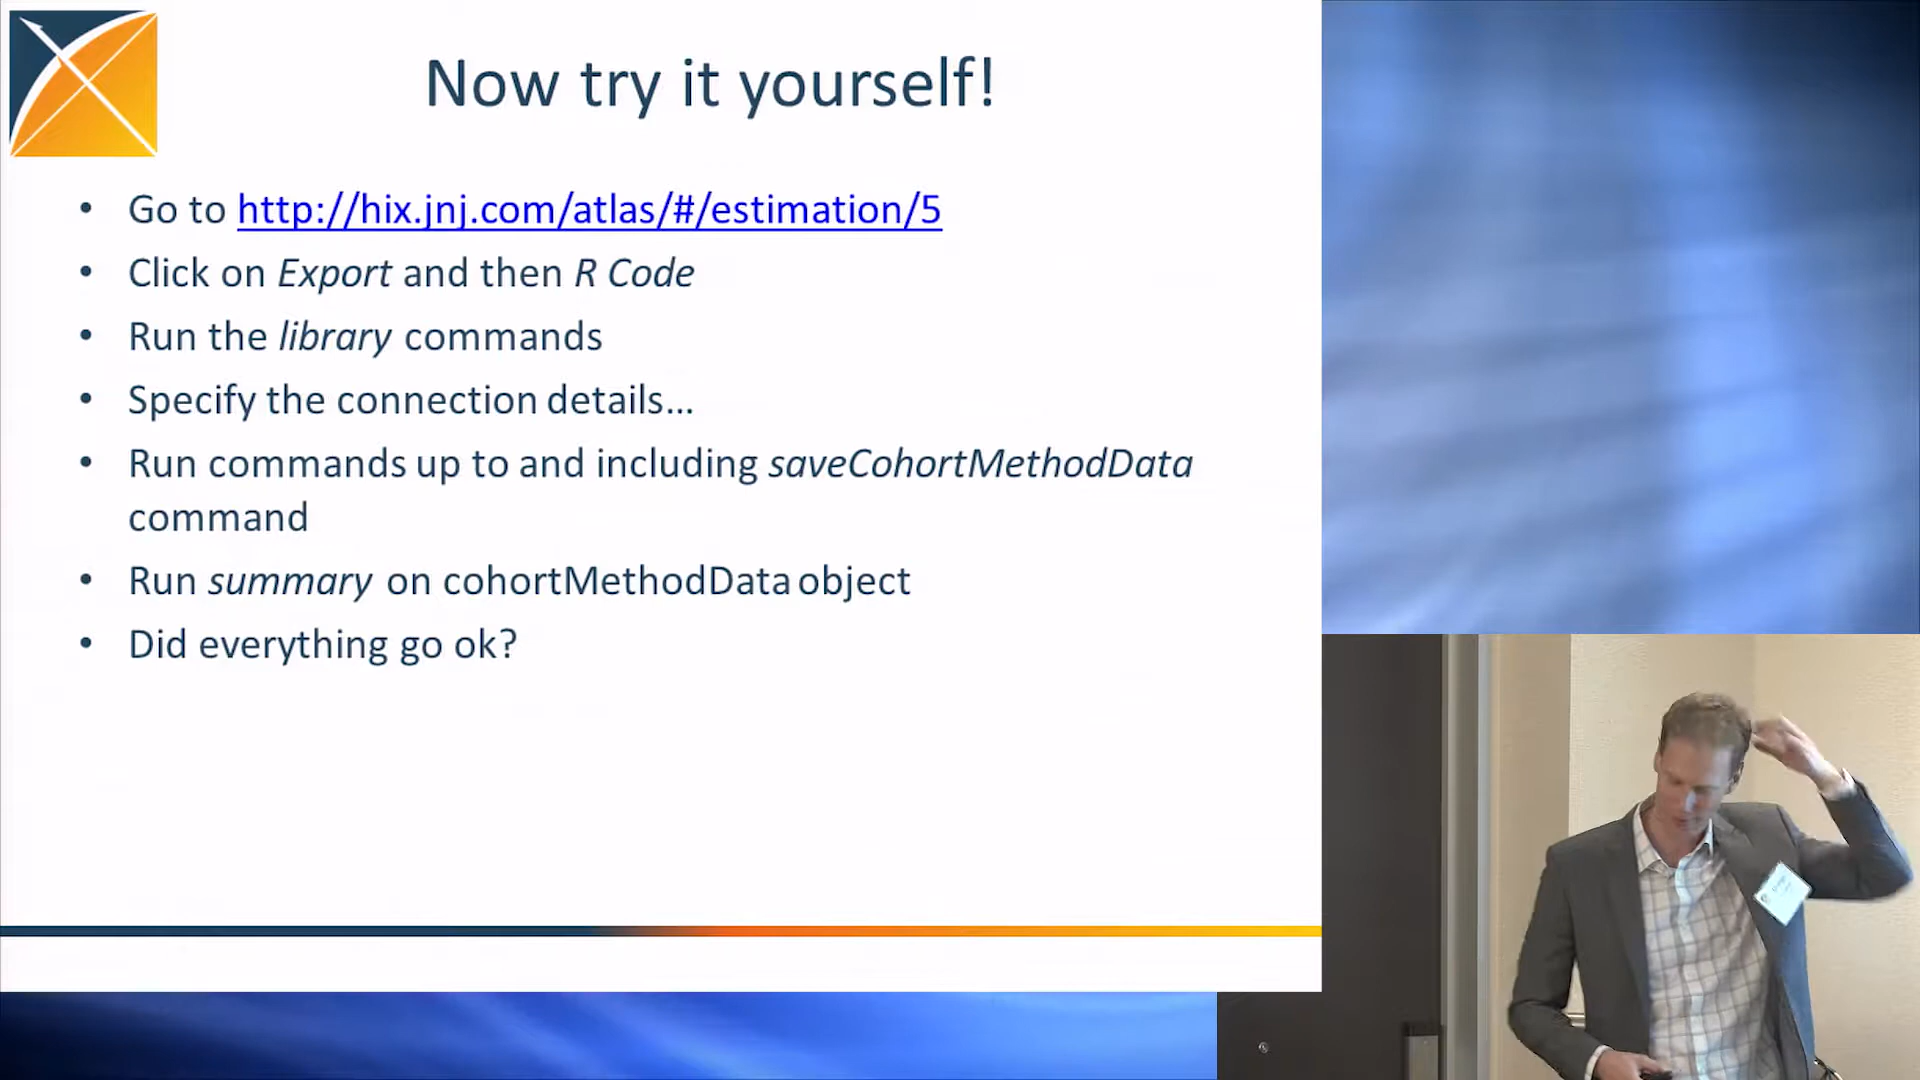 Now try it yourself!
• Go to http://hix.jnj.com/atlas/#/estimation/5
• Click on Export and then R Code
• Run the library commands
• Specify the connection details...
• Run commands up to and including saveCohortMethodData
command
• Run summary on cohortMethodData object
• Did everything go ok?